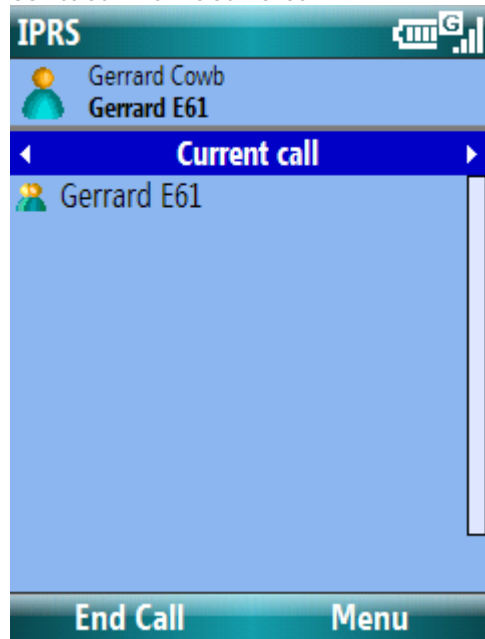 IPRS
G
Gerrard Cowb
Gerrard E61
Current call
Gerrard E61
End Call Menu